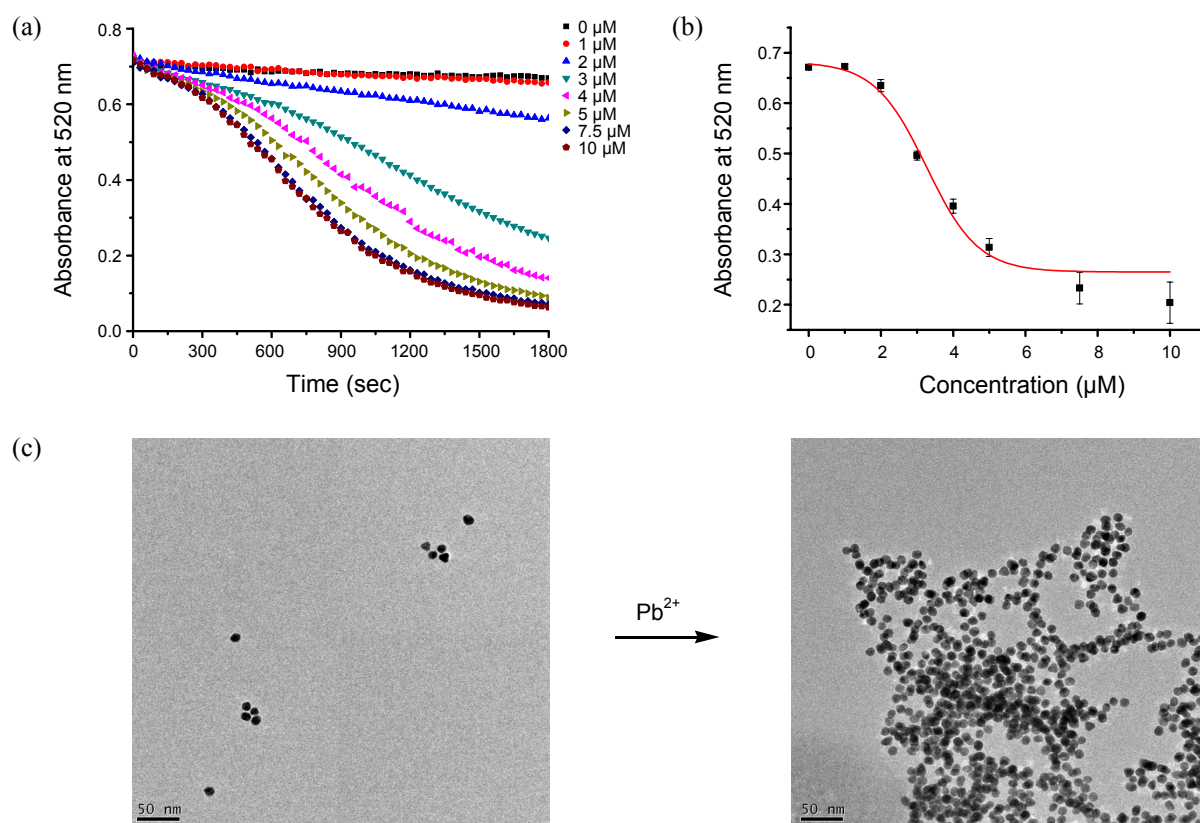 (a)
Absorbance at 520 nm
0.8
0.6
0.4
0.2
0.0
0
300
600
900
1200
1500
1800
Time (sec)
0 µM
1 µM
2 µM
3 µM
4 µM
5 µM
7.5 µM
10 µM
(b)
Absorbance at 520 nm
0.7
0.6
0.5
0.4
0.3
0.2
0
2
4
6
8
10
Concentration (µM)
(c)
50 nm
Pb²⁺
50 nm